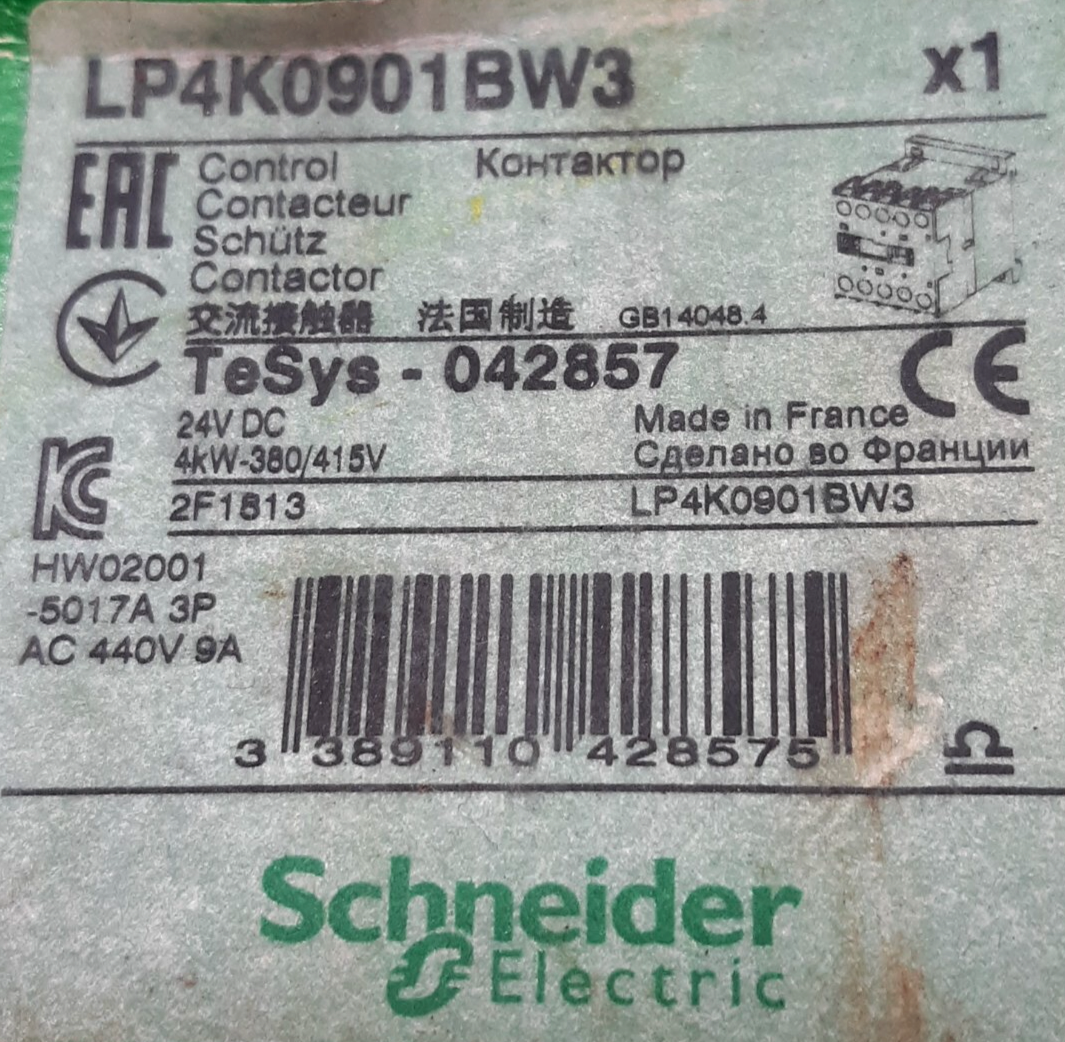 LP4K0901BW3 x1
EAC
Control Контактор
Contacteur
Schütz
Contactor
交流接触器 法国制造 GB14048.4
TeSys - 042857 CE
24V DC Made in France
4kW-380/415V Сделано во Франции
2F1813 LP4K0901BW3
HW02001
-5017A 3P
AC 440V 9A
3 389110 428575
Schneider
Electric